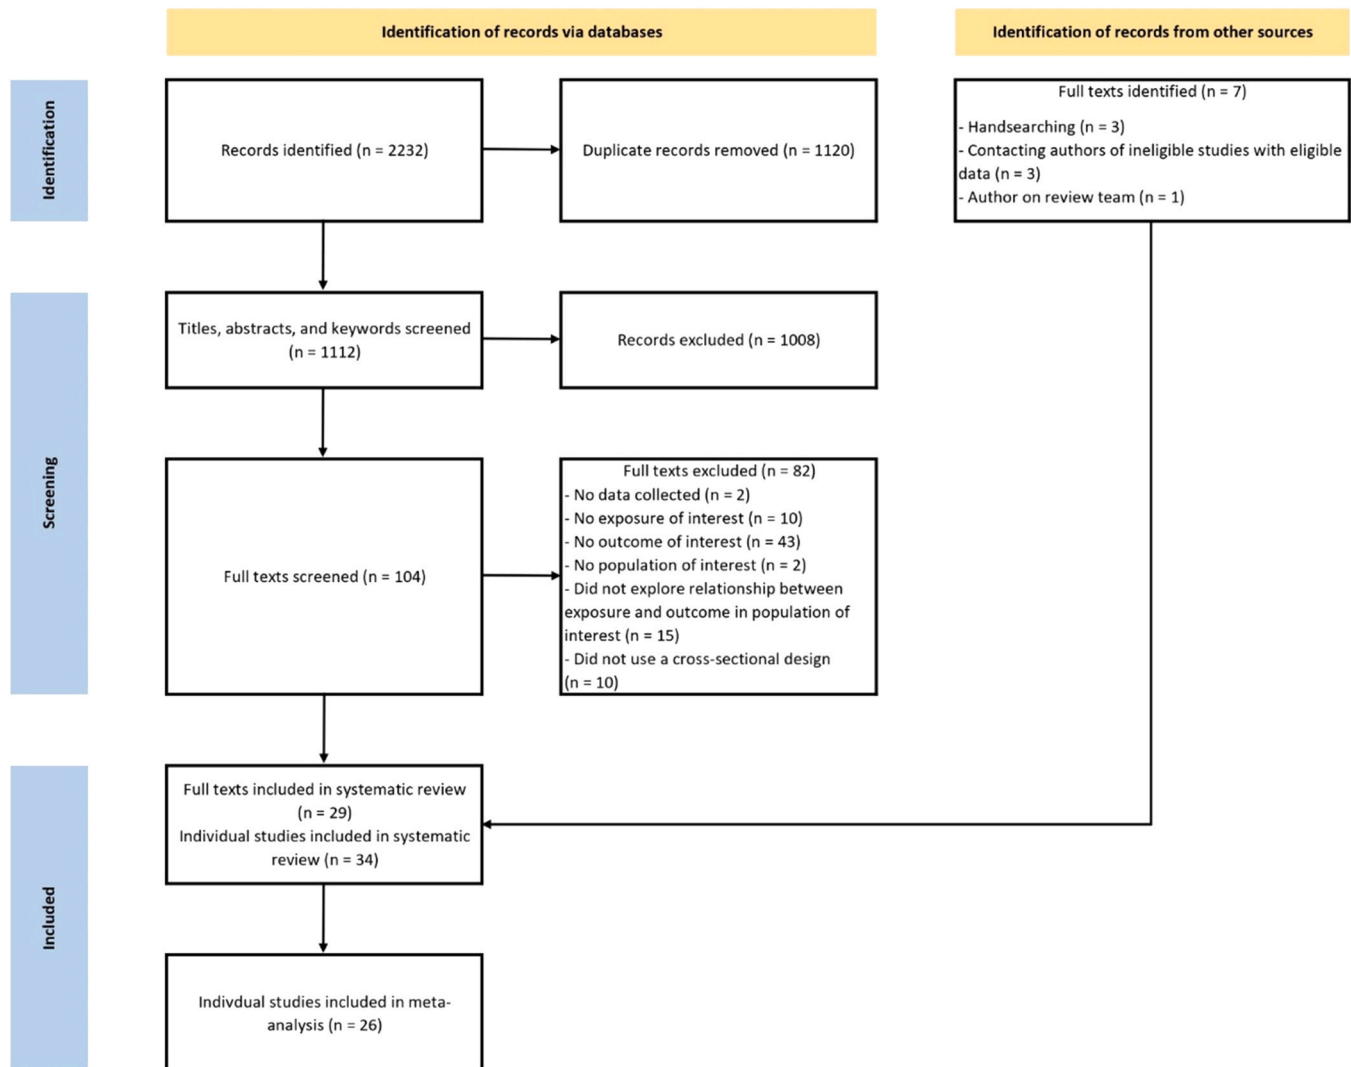 Identification of records via databases
Identification of records from other sources
Identification
Records identified (n = 2232)
Duplicate records removed (n = 1120)
Full texts identified (n = 7)
- Handsearching (n = 3)
- Contacting authors of ineligible studies with eligible
data (n = 3)
- Author on review team (n = 1)
Screening
Titles, abstracts, and keywords screened
(n = 1112)
Records excluded (n = 1008)
Full texts screened (n = 104)
Full texts excluded (n = 82)
- No data collected (n = 2)
- No exposure of interest (n = 10)
- No outcome of interest (n = 43)
- No population of interest (n = 2)
- Did not explore relationship between
exposure and outcome in population of
interest (n = 15)
- Did not use a cross-sectional design
(n = 10)
Included
Full texts included in systematic review
(n = 29)
Individual studies included in systematic
review (n = 34)
Indivdual studies included in meta-
analysis (n = 26)